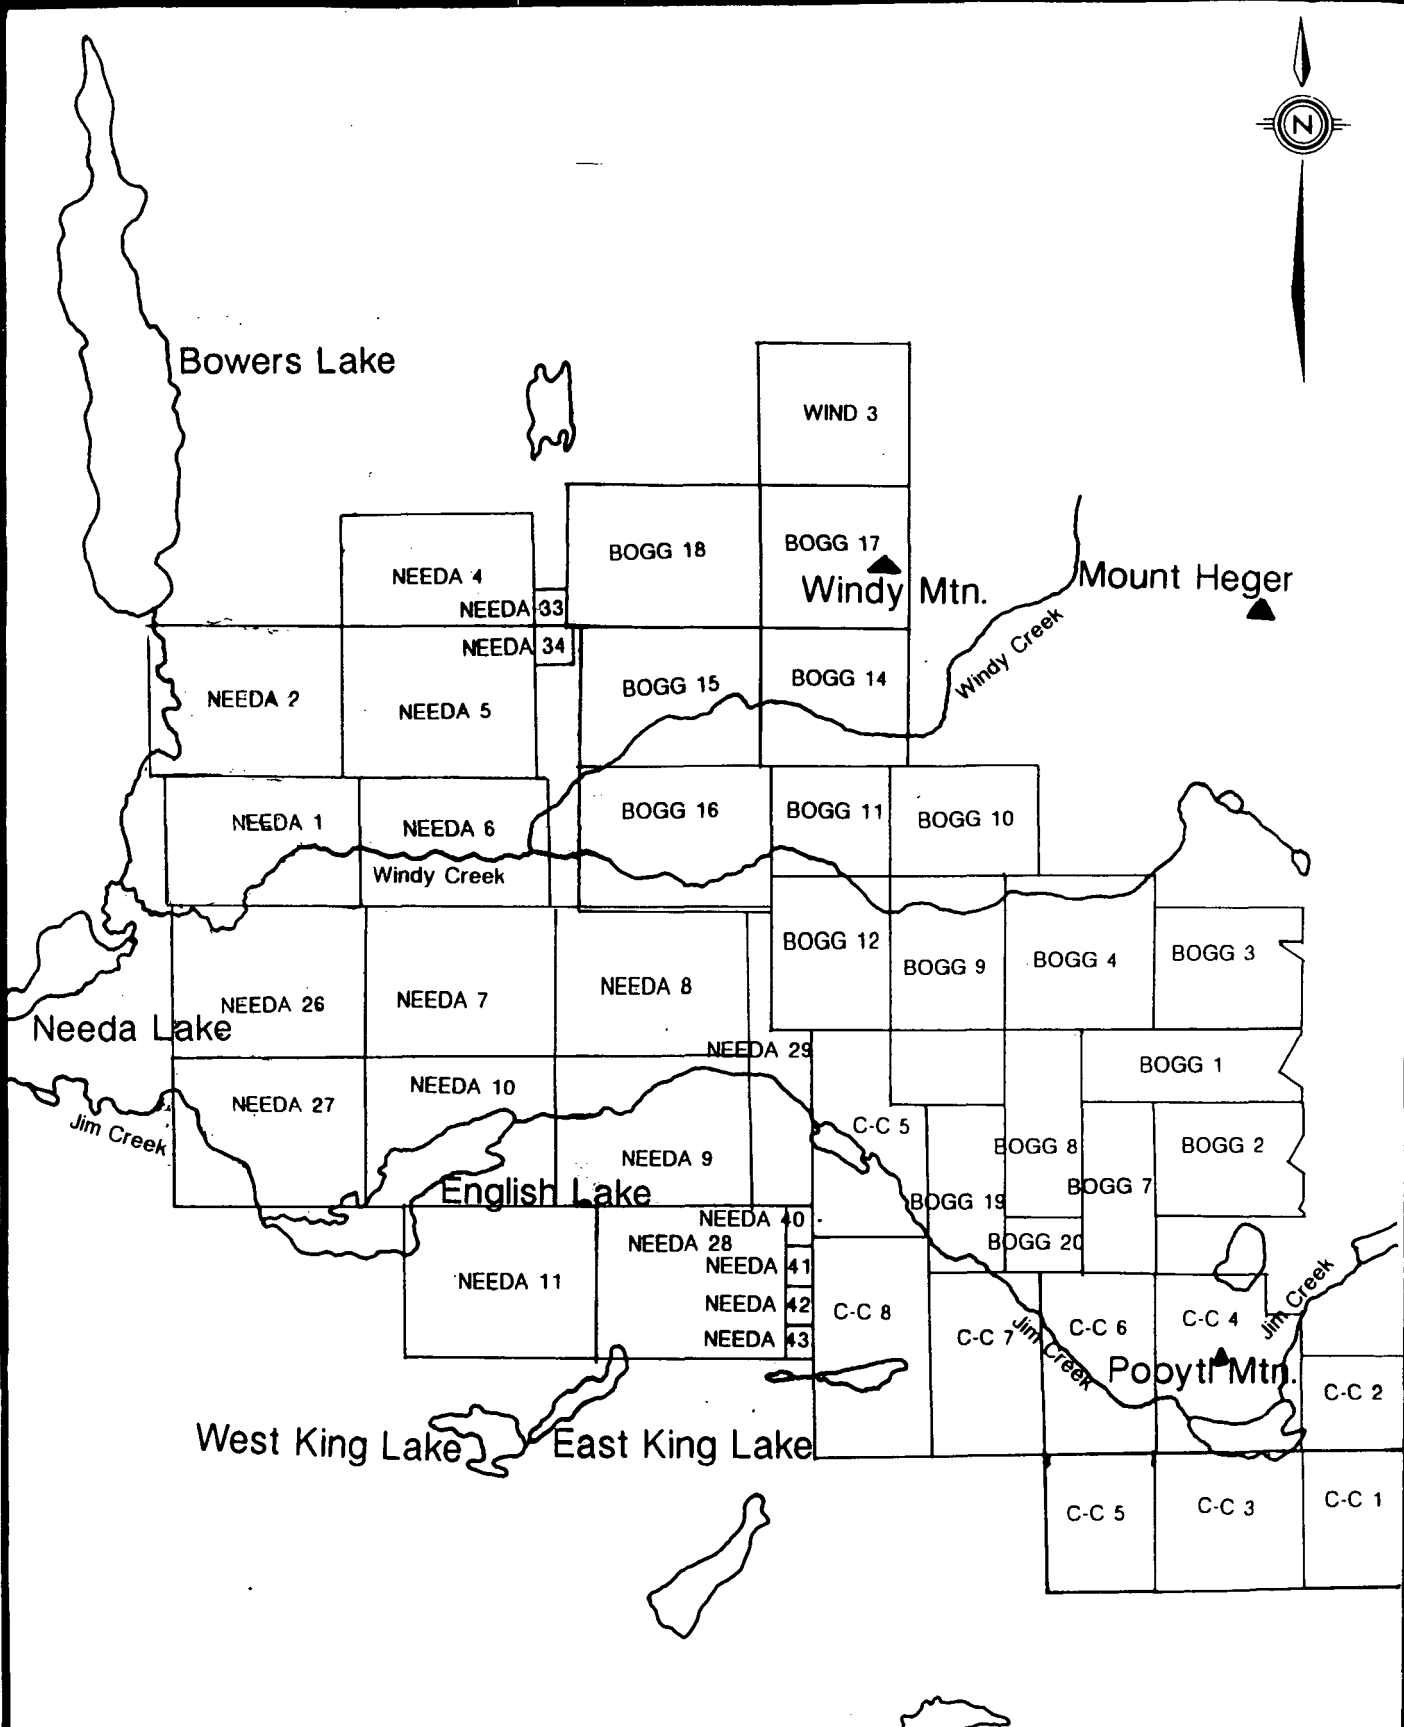 N
Bowers Lake
WIND 3
BOGG 18
BOGG 17
NEEDA 4
Windy Mtn.
Mount Heger
NEEDA 33
NEEDA 34
Windy Creek
NEEDA 2
NEEDA 5
BOGG 15
BOGG 14
NEEDA 1
NEEDA 6
BOGG 16
BOGG 11
BOGG 10
Windy Creek
BOGG 12
BOGG 9
BOGG 4
BOGG 3
NEEDA 26
NEEDA 7
NEEDA 8
Needa Lake
NEEDA 29
BOGG 1
NEEDA 27
NEEDA 10
Jim Creek
C-C 5
BOGG 8
BOGG 2
NEEDA 9
BOGG 7
English Lake
BOGG 19
NEEDA 40
NEEDA 28
BOGG 20
NEEDA 41
NEEDA 11
NEEDA 42
NEEDA 43
C-C 8
C-C 7
Jim Creek
C-C 6
C-C 4
Jim Creek
Popytl Mtn.
C-C 2
West King Lake
East King Lake
C-C 5
C-C 3
C-C 1